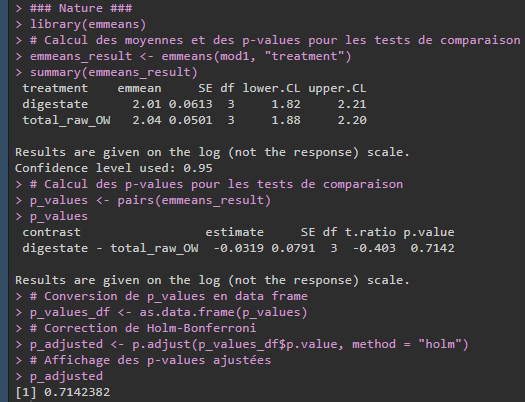 > ### Nature ###
> library(emmeans)
> # Calcul des moyennes et des p-values pour les tests de comparaison
> emmeans_result <- emmeans(mod1, "treatment")
> summary(emmeans_result)
 treatment    emmean     SE df lower.CL upper.CL
 digestate      2.01 0.0613  3     1.82     2.21
 total_raw_OW   2.04 0.0501  3     1.88     2.20
Results are given on the log (not the response) scale.
Confidence level used: 0.95
> # Calcul des p-values pour les tests de comparaison
> p_values <- pairs(emmeans_result)
> p_values
 contrast                 estimate     SE df t.ratio p.value
 digestate - total_raw_OW  -0.0319 0.0791  3  -0.403  0.7142
Results are given on the log (not the response) scale.
> # Conversion de p_values en data frame
> p_values_df <- as.data.frame(p_values)
> # Correction de Holm-Bonferroni
> p_adjusted <- p.adjust(p_values_df$p.value, method = "holm")
> # Affichage des p-values ajustées
> p_adjusted
[1] 0.7142382